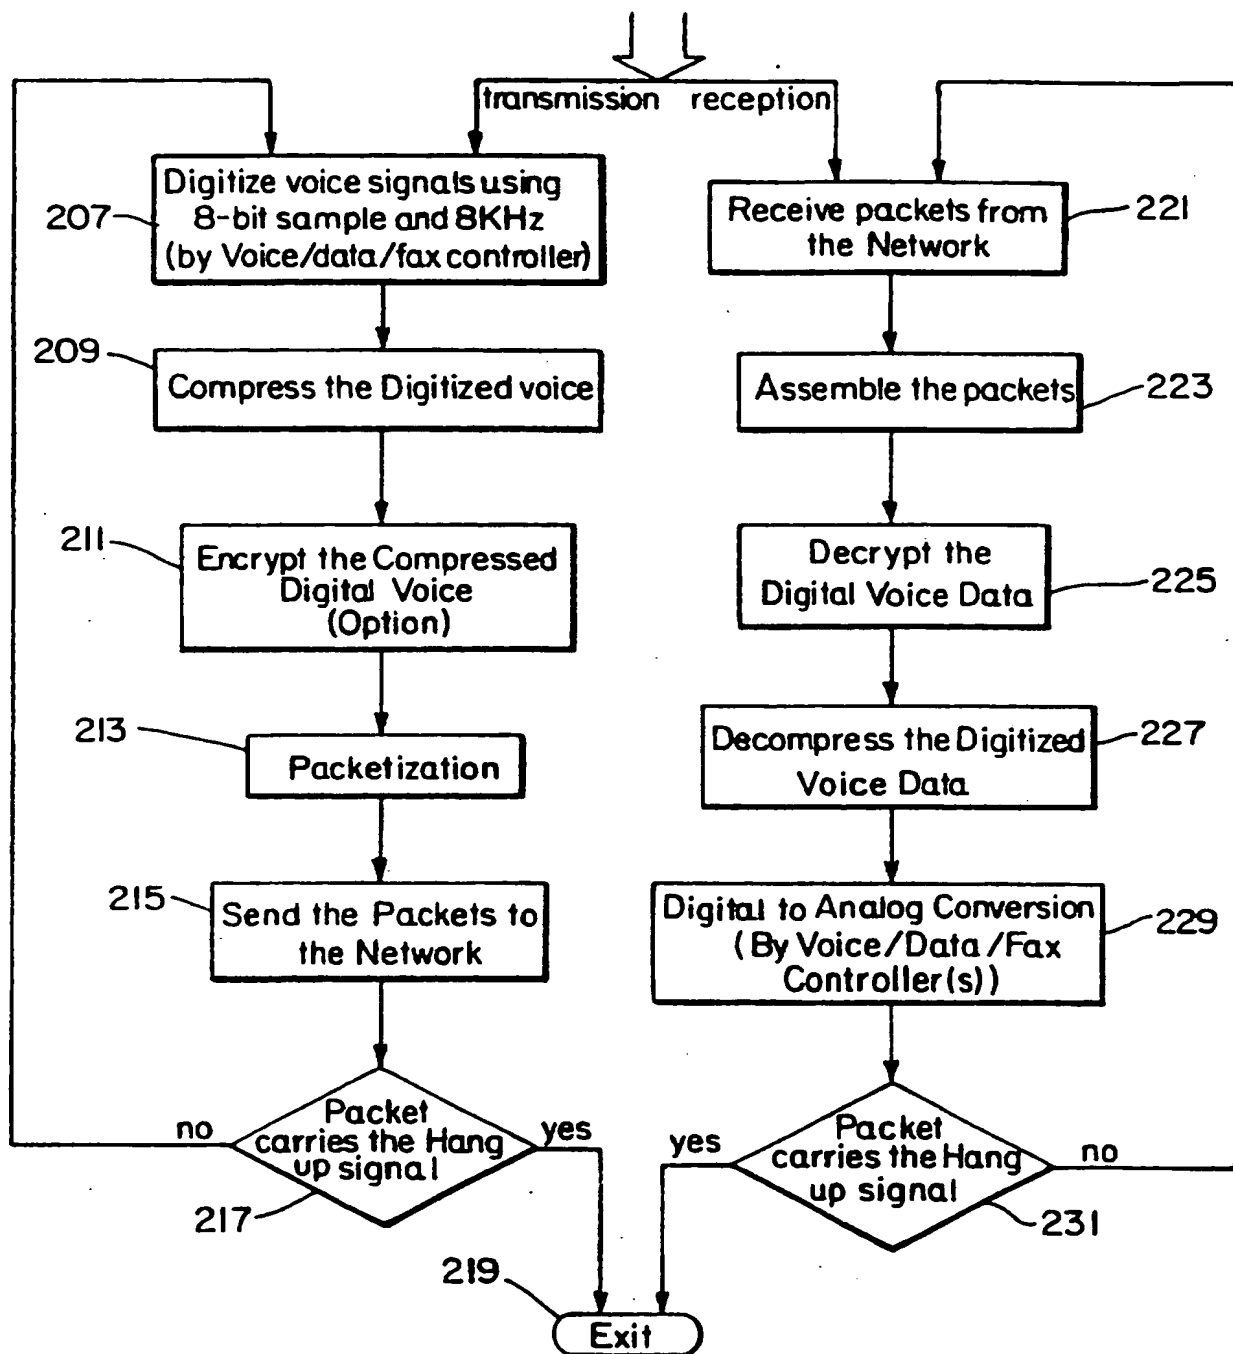 transmission reception
207
Digitize voice signals using
8-bit sample and 8KHz
(by Voice/data/fax controller)
209
Compress the Digitized voice
211
Encrypt the Compressed
Digital Voice
(Option)
213
Packetization
215
Send the Packets to
the Network
no
Packet
carries the Hang
up signal
yes
217
219
Exit
Receive packets from
the Network
221
Assemble the packets
223
Decrypt the
Digital Voice Data
225
Decompress the Digitized
Voice Data
227
Digital to Analog Conversion
(By Voice/Data/Fax
Controller(s))
229
yes
Packet
carries the Hang
up signal
no
231